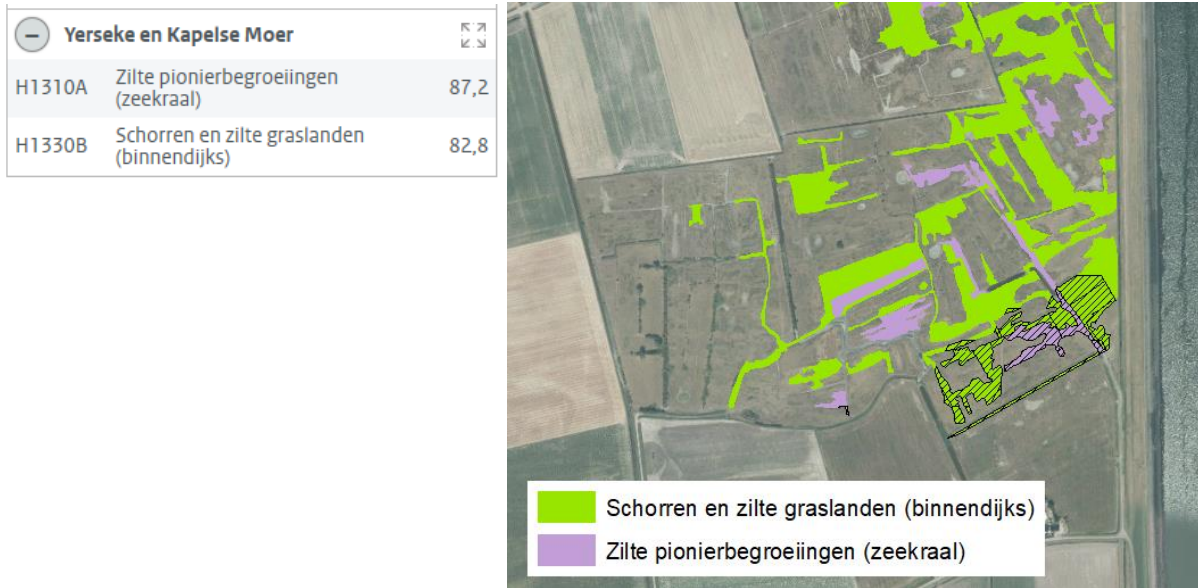 Yerseke en Kapelse Moer
H1310A Zilte pionierbegroeiingen (zeekraal) 87,2
H1330B Schorren en zilte graslanden (binnendijks) 82,8
Schorren en zilte graslanden (binnendijks)
Zilte pionierbegroeiingen (zeekraal)